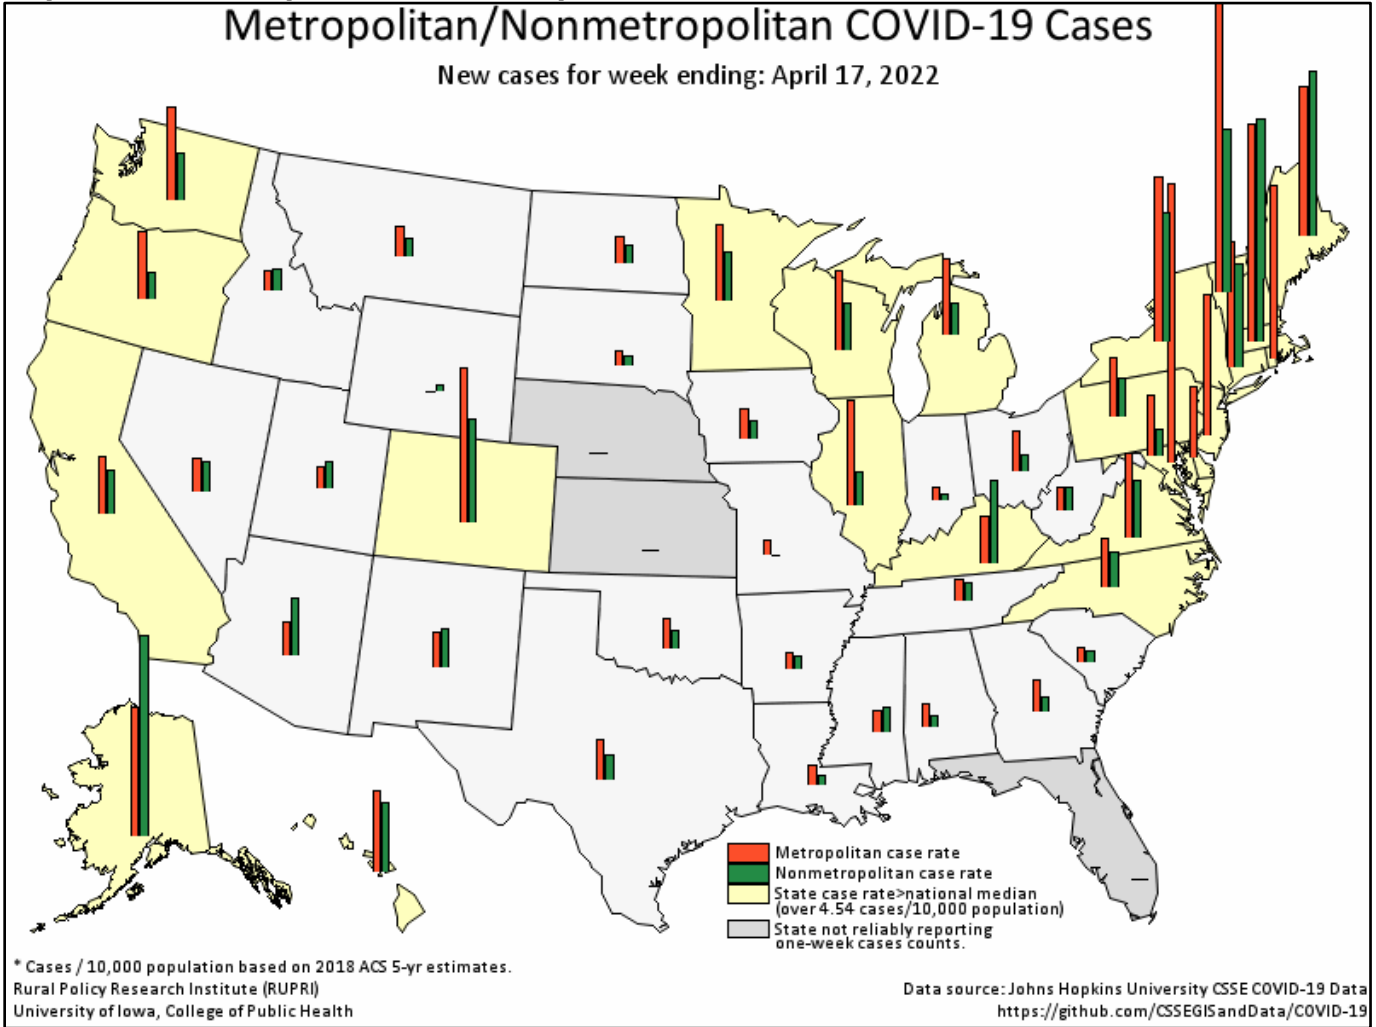 Metropolitan/Nonmetropolitan COVID-19 Cases
New cases for week ending: April 17, 2022
Metropolitan case rate
Nonmetropolitan case rate
State case rate>national median
(over 4.54 cases/10,000 population)
State not reliably reporting
one-week cases counts.
* Cases / 10,000 population based on 2018 ACS 5-yr estimates.
Rural Policy Research Institute (RUPRI)
University of Iowa, College of Public Health
Data source: Johns Hopkins University CSSE COVID-19 Data
https://github.com/CSSEGISandData/COVID-19